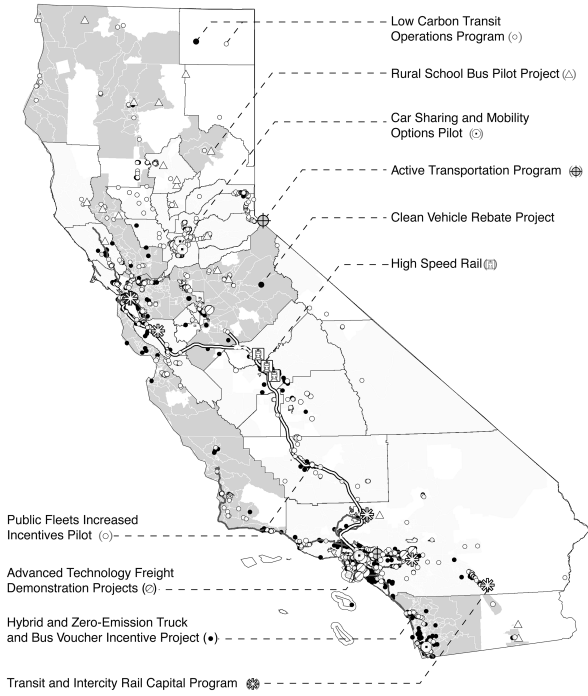 Low Carbon Transit
Operations Program (○)
Rural School Bus Pilot Project (△)
Car Sharing and Mobility
Options Pilot (⊙)
Active Transportation Program ⊕
Clean Vehicle Rebate Project
High Speed Rail
Public Fleets Increased
Incentives Pilot (○)
Advanced Technology Freight
Demonstration Projects (⊘)
Hybrid and Zero-Emission Truck
and Bus Voucher Incentive Project (●)
Transit and Intercity Rail Capital Program